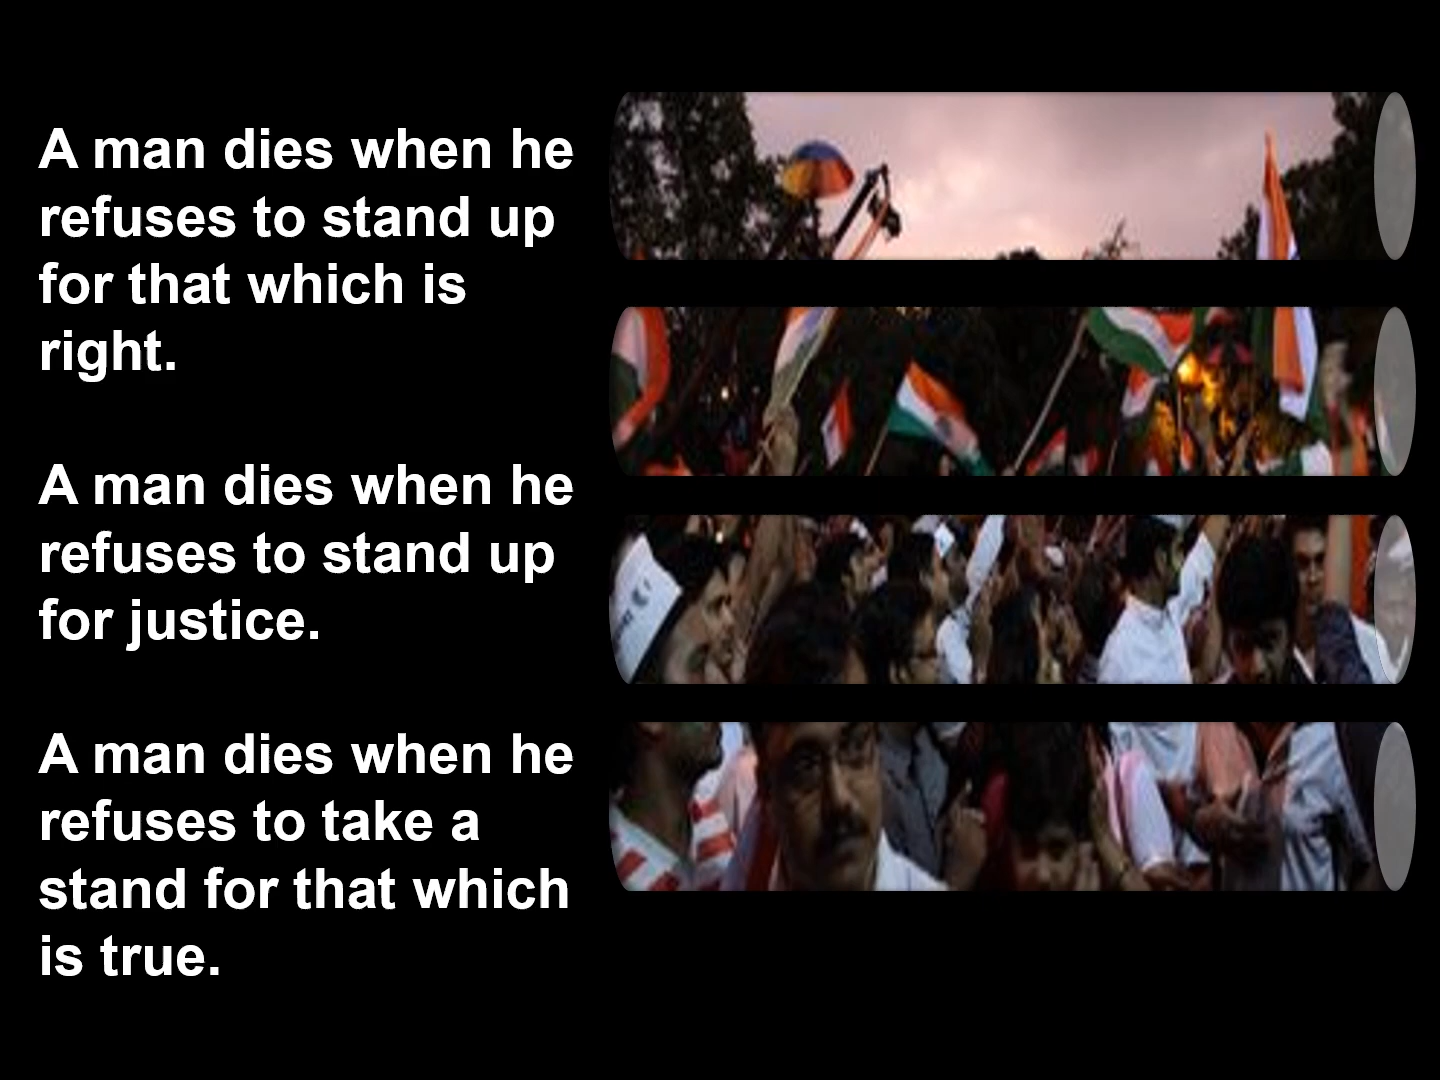 A man dies when he
refuses to stand up
for that which is
right.
A man dies when he
refuses to stand up
for justice.
A man dies when he
refuses to take a
stand for that which
is true.